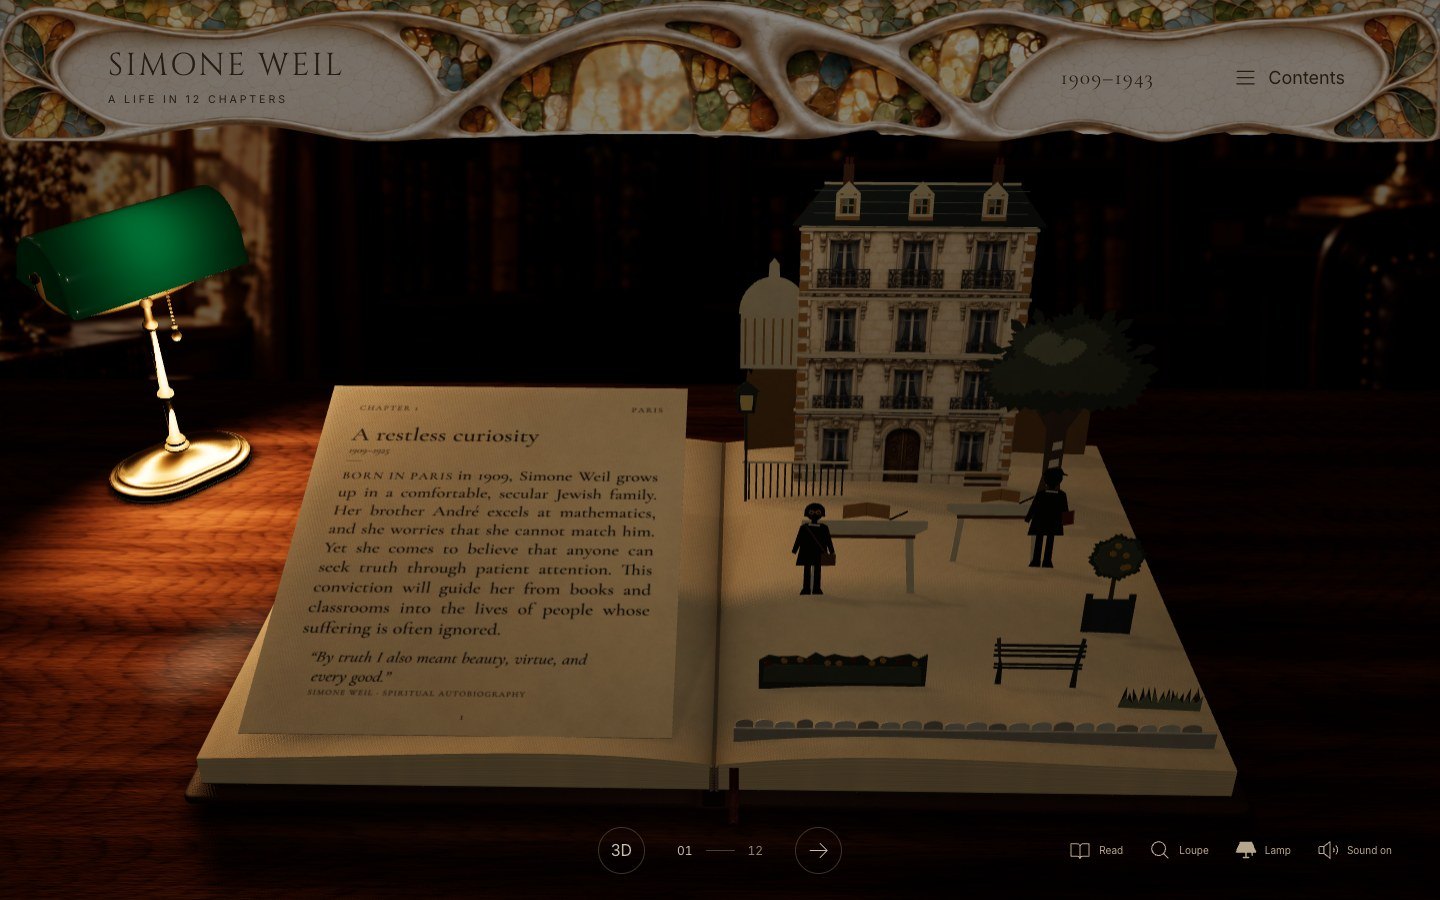 SIMONE WEIL
A LIFE IN 12 CHAPTERS
1909–1943
Contents
CHAPTER 1
PARIS
A restless curiosity
1909–1925
BORN IN PARIS in 1909, Simone Weil grows
up in a comfortable, secular Jewish family.
Her brother André excels at mathematics,
and she worries that she cannot match him.
Yet she comes to believe that anyone can
seek truth through patient attention. This
conviction will guide her from books and
classrooms into the lives of people whose
suffering is often ignored.
“By truth I also meant beauty, virtue, and
every good.”
SIMONE WEIL · SPIRITUAL AUTOBIOGRAPHY
1
3D
01
12
Read
Loupe
Lamp
Sound on